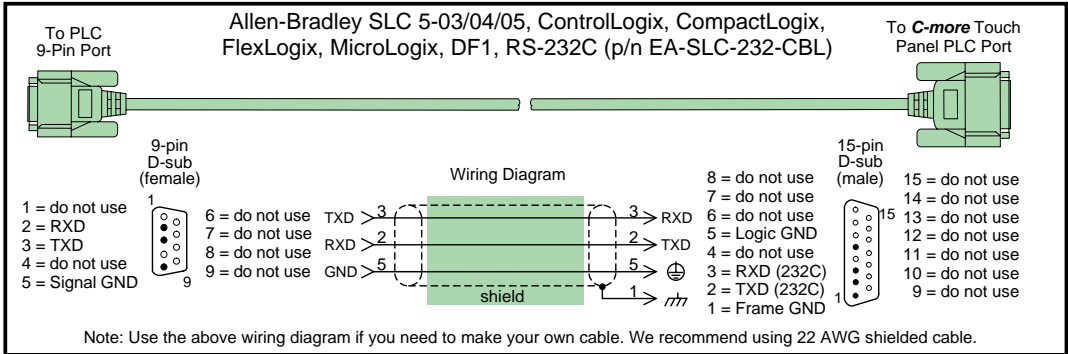 Allen-Bradley SLC 5-03/04/05, ControlLogix, CompactLogix,
FlexLogix, MicroLogix, DF1, RS-232C (p/n EA-SLC-232-CBL)
To PLC
9-Pin Port
To C-more Touch
Panel PLC Port
9-pin
D-sub
(female)
1
9
1 = do not use
2 = RXD
3 = TXD
4 = do not use
5 = Signal GND
6 = do not use
7 = do not use
8 = do not use
9 = do not use
Wiring Diagram
TXD 3 3 RXD
RXD 2 2 TXD
GND 5 5
1
shield
8 = do not use
7 = do not use
6 = do not use
5 = Logic GND
4 = do not use
3 = RXD (232C)
2 = TXD (232C)
1 = Frame GND
15-pin
D-sub
(male)
15
1
15 = do not use
14 = do not use
13 = do not use
12 = do not use
11 = do not use
10 = do not use
9 = do not use
Note: Use the above wiring diagram if you need to make your own cable. We recommend using 22 AWG shielded cable.